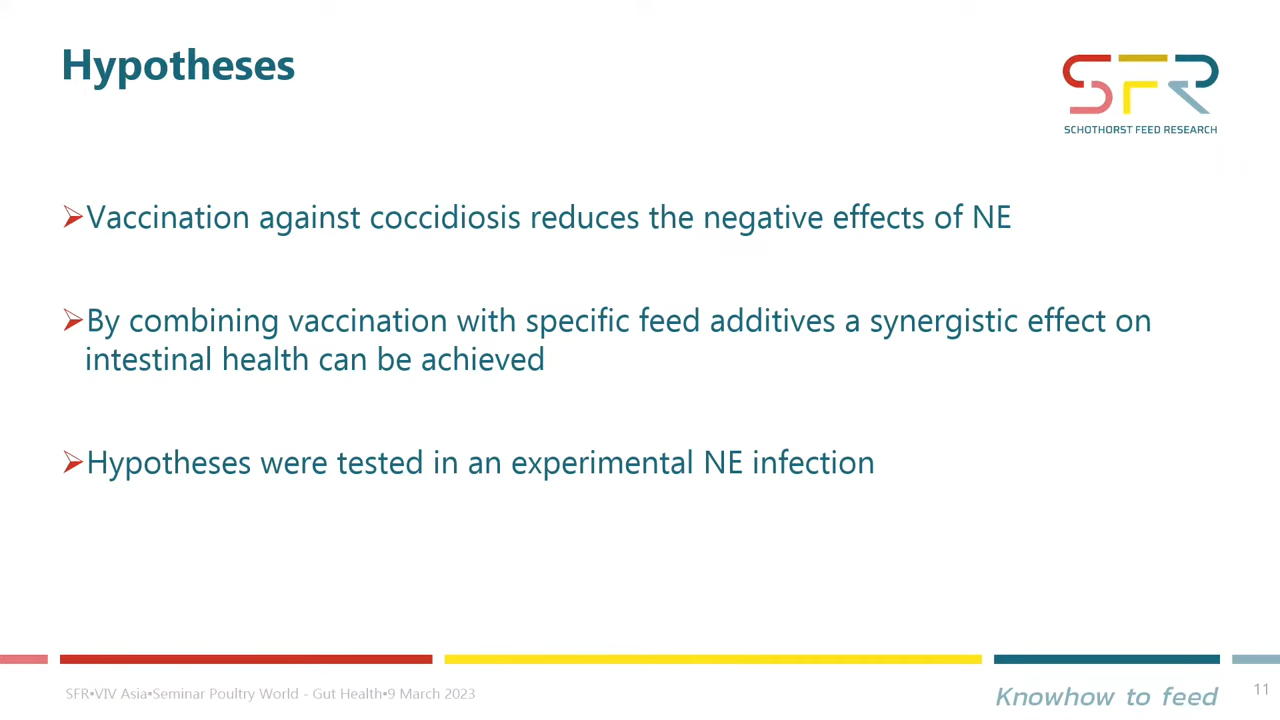 Hypotheses
SFR
SCHOTHORST FEED RESEARCH
➢Vaccination against coccidiosis reduces the negative effects of NE
➢By combining vaccination with specific feed additives a synergistic effect on
intestinal health can be achieved
➢Hypotheses were tested in an experimental NE infection
SFR•VIV Asia•Seminar Poultry World - Gut Health•9 March 2023
Knowhow to feed
11